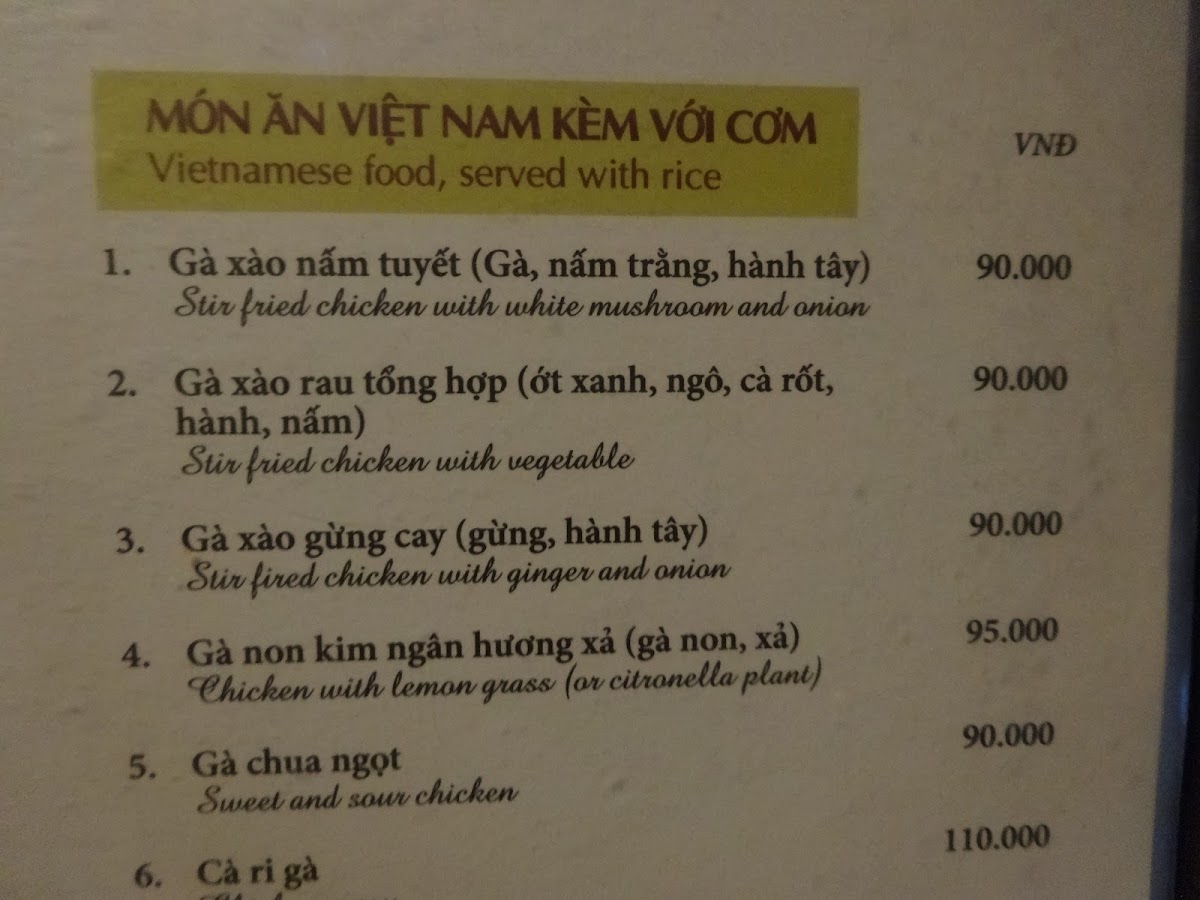 MÓN ĂN VIỆT NAM KÈM VỚI CƠM
Vietnamese food, served with rice
VNĐ
1. Gà xào nấm tuyết (Gà, nấm trằng, hành tây) 90.000
Stir fried chicken with white mushroom and onion
2. Gà xào rau tổng hợp (ớt xanh, ngô, cà rốt, 90.000
hành, nấm)
Stir fried chicken with vegetable
3. Gà xào gừng cay (gừng, hành tây) 90.000
Stir fired chicken with ginger and onion
4. Gà non kim ngân hương xả (gà non, xả) 95.000
Chicken with lemon grass (or citronella plant)
5. Gà chua ngọt 90.000
Sweet and sour chicken
6. Cà ri gà 110.000